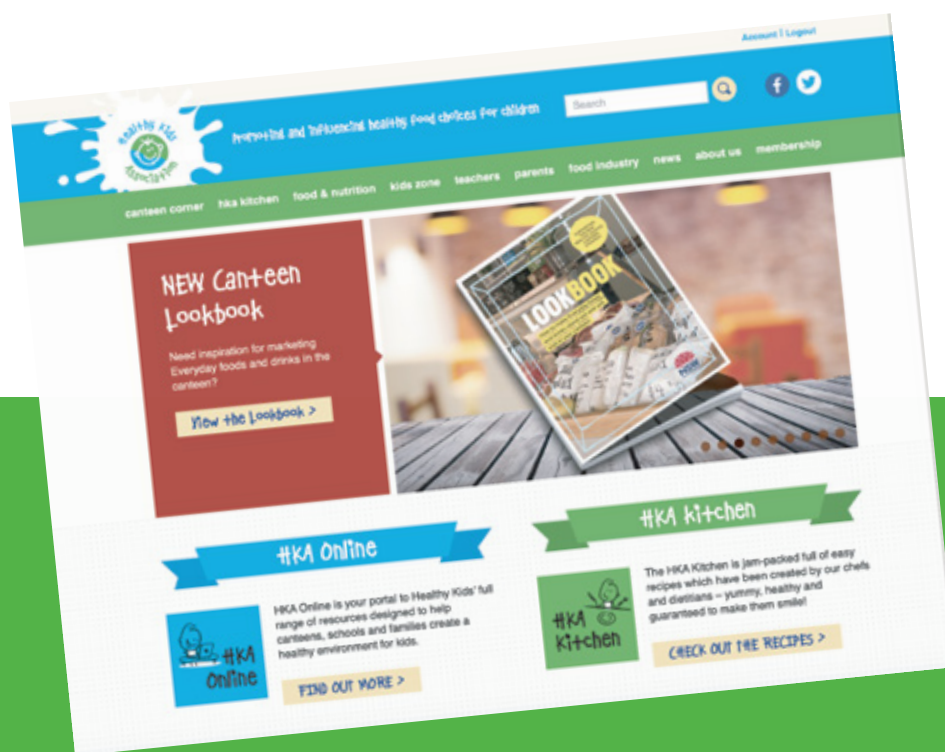 Account | Logout
Healthy Kids
Association
Promoting and influencing healthy food choices for children
Search
canteen corner hka kitchen food & nutrition kids zone teachers parents food industry news about us membership
NEW Canteen
Lookbook
Need inspiration for marketing
Everyday foods and drinks in the
canteen?
View the Lookbook >
LOOKBOOK
NSW
HKA Online
HKA Online
HKA Online is your portal to Healthy Kids' full
range of resources designed to help
canteens, schools and families create a
healthy environment for kids.
FIND OUT MORE >
HKA Kitchen
HKA
Kitchen
The HKA Kitchen is jam-packed full of easy
recipes which have been created by our chefs
and dietitians – yummy, healthy and
guaranteed to make them smile!
CHECK OUT THE RECIPES >